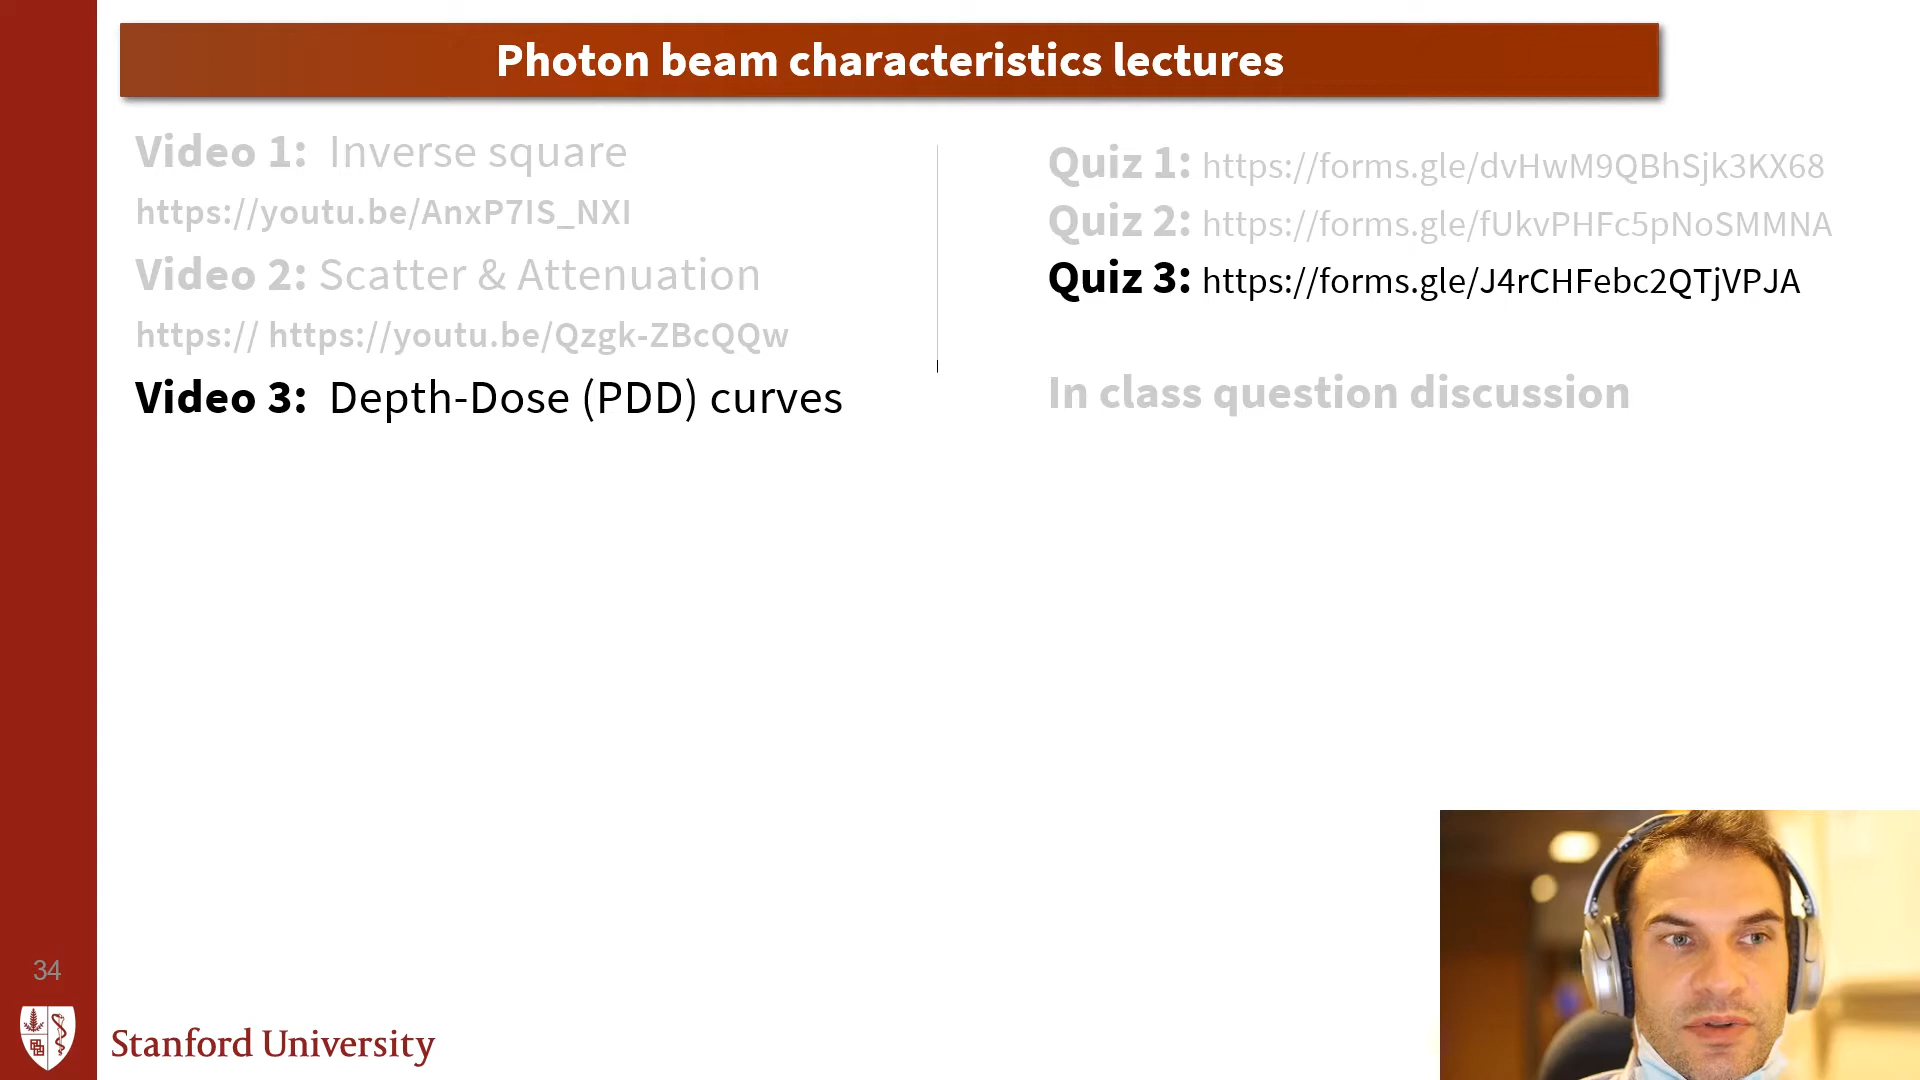 Photon beam characteristics lectures
Video 1: Inverse square
https://youtu.be/AnxP7IS_NXI
Video 2: Scatter & Attenuation
https:// https://youtu.be/Qzgk-ZBcQQw
Video 3: Depth-Dose (PDD) curves
Quiz 1: https://forms.gle/dvHwM9QBhSjk3KX68
Quiz 2: https://forms.gle/fUkvPHFc5pNoSMMNA
Quiz 3: https://forms.gle/J4rCHFebc2QTjVPJA
In class question discussion
34
Stanford University